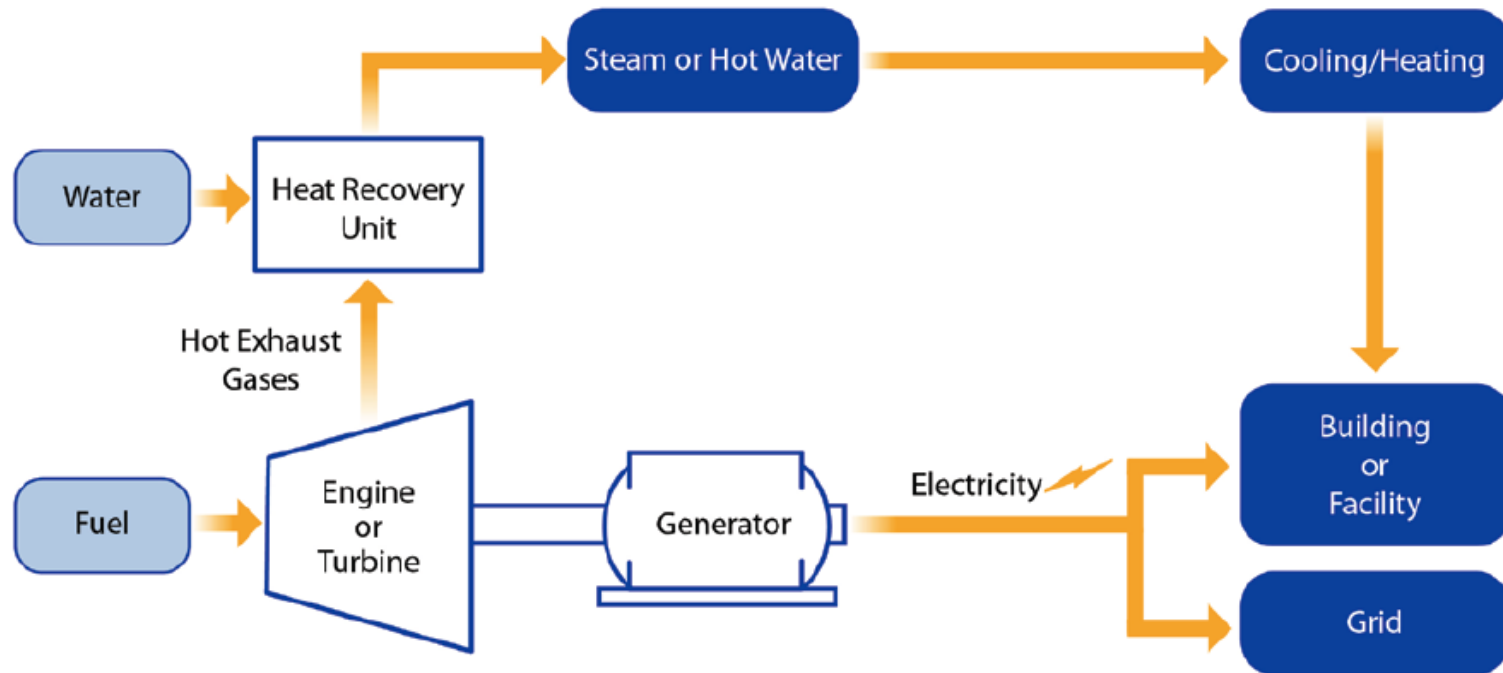 Steam or Hot Water
Cooling/Heating
Water
Heat Recovery
Unit
Hot Exhaust
Gases
Fuel
Engine
or
Turbine
Generator
Electricity
Building
or
Facility
Grid